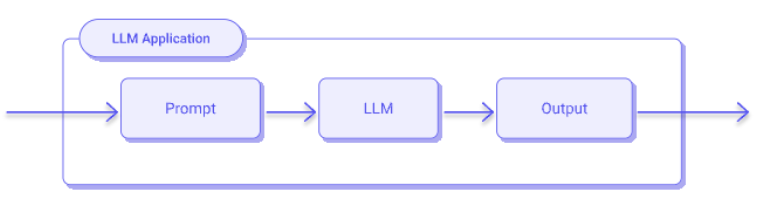 LLM Application
Prompt
LLM
Output